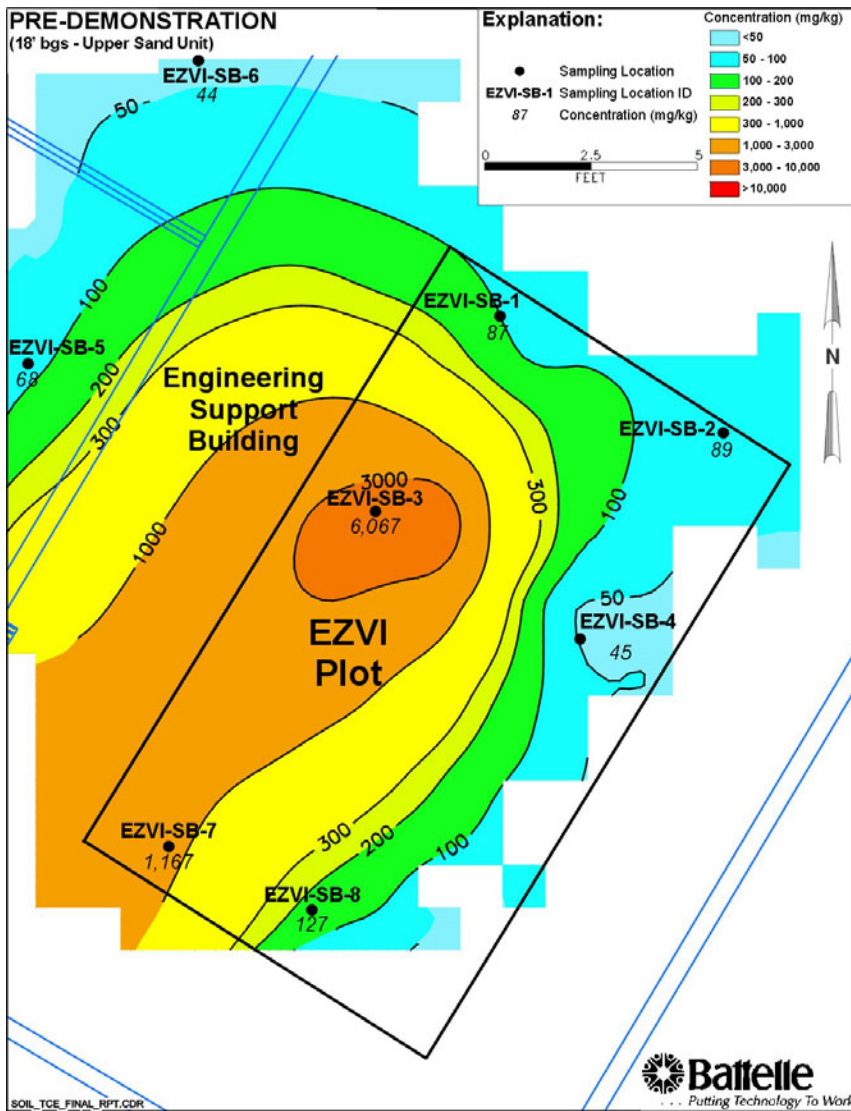 PRE-DEMONSTRATION
(18' bgs - Upper Sand Unit)
Explanation:
Sampling Location
EZVI-SB-1 Sampling Location ID
87 Concentration (mg/kg)
0 2.5 5
FEET
Concentration (mg/kg)
<50
50 - 100
100 - 200
200 - 300
300 - 1,000
1,000 - 3,000
3,000 - 10,000
>10,000
EZVI-SB-6
44
50
100
EZVI-SB-1
87
N
EZVI-SB-5
68
200
Engineering
Support
Building
300
EZVI-SB-2
89
3000
EZVI-SB-3
6,067
300
100
1000
50
EZVI-SB-4
45
EZVI
Plot
EZVI-SB-7
1,167
300
200
100
EZVI-SB-8
127
Battelle
. . . Putting Technology To Work
SOIL_TCE_FINAL_RPT.CDR